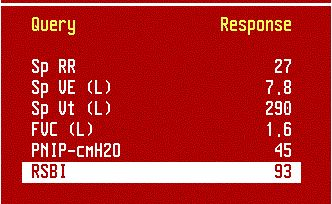 Query Response
Sp RR 27
Sp VE (L) 7.8
Sp Vt (L) 290
FVC (L) 1.6
PNIP-cmH2O 45
RSBI 93